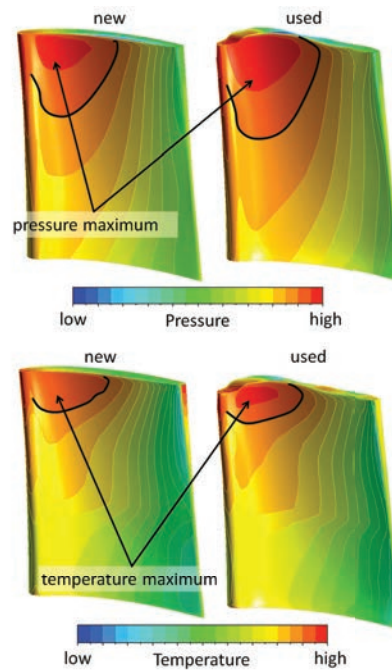 new used
pressure maximum
low Pressure high
new used
temperature maximum
low Temperature high